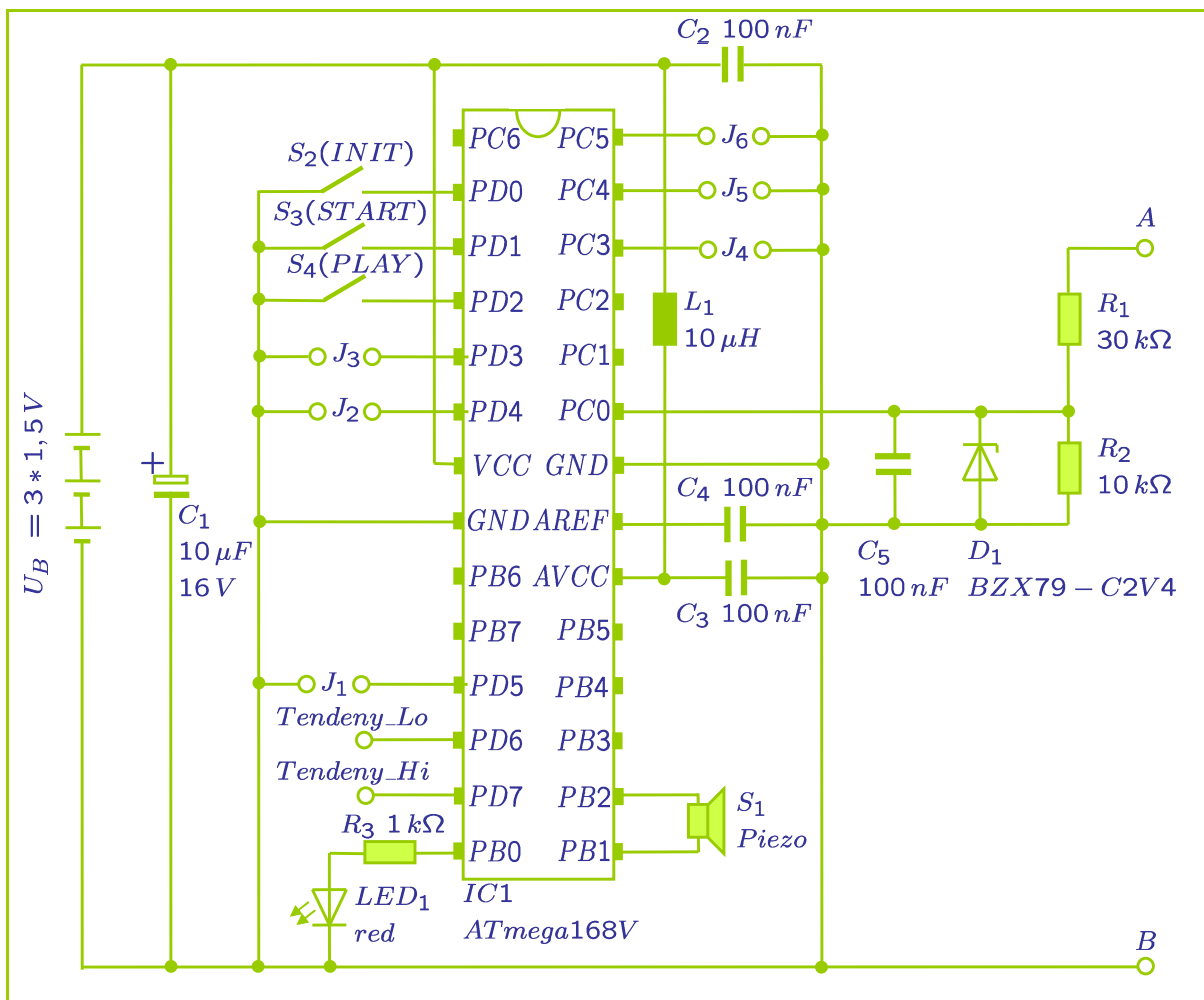 C2 100 nF
PC6 PC5 J6
S2(INIT)
PD0 PC4 J5
S3(START)
A
PD1 PC3 J4
S4(PLAY)
PD2 PC2 L1 R1
10 μH 30 kΩ
J3 PD3 PC1
J2 PD4 PC0
UB = 3 * 1, 5 V
R2
+ VCC GND
C4 100 nF 10 kΩ
C1
GND AREF
10 μF C5 D1
16 V
PB6 AVCC 100 nF BZX79 – C2V4
C3 100 nF
PB7 PB5
J1 PD5 PB4
Tendeny_Lo
PD6 PB3
Tendeny_Hi
PD7 PB2 S1
R3 1 kΩ Piezo
PB0 PB1
LED1 IC1
red ATmega168V
B